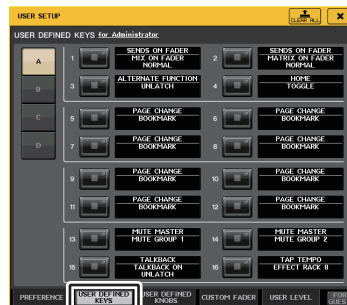 USER SETUP
CLEAR ALL
USER DEFINED KEYS for Administrator
A
B
C
D
1
SENDS ON FADER
MIX ON FADER
NORMAL
2
SENDS ON FADER
MATRIX ON FADER
NORMAL
3
ALTERNATE FUNCTION
UNLATCH
4
HOME
TOGGLE
5
PAGE CHANGE
BOOKMARK
6
PAGE CHANGE
BOOKMARK
7
PAGE CHANGE
BOOKMARK
8
PAGE CHANGE
BOOKMARK
9
PAGE CHANGE
BOOKMARK
10
PAGE CHANGE
BOOKMARK
11
PAGE CHANGE
BOOKMARK
12
PAGE CHANGE
BOOKMARK
13
MUTE MASTER
MUTE GROUP 1
14
MUTE MASTER
MUTE GROUP 2
15
TALKBACK
TALKBACK ON
UNLATCH
16
TAP TEMPO
EFFECT RACK 8
PREFERENCE
USER DEFINED
KEYS
USER DEFINED
KNOBS
CUSTOM FADER
USER LEVEL
FOR
GUES